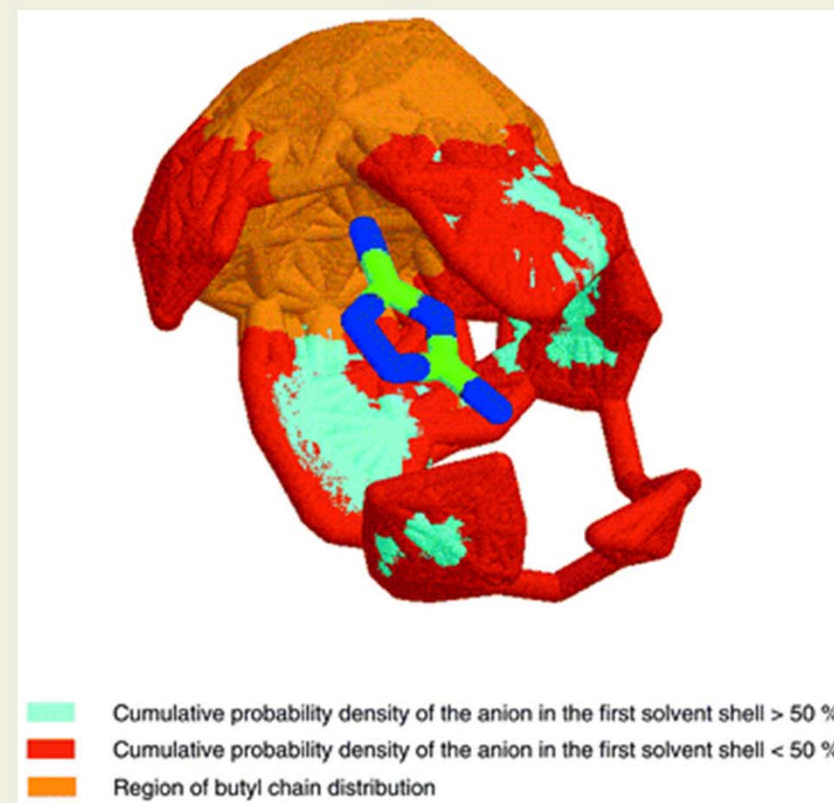 Cumulative probability density of the anion in the first solvent shell > 50 %
Cumulative probability density of the anion in the first solvent shell < 50 %
Region of butyl chain distribution